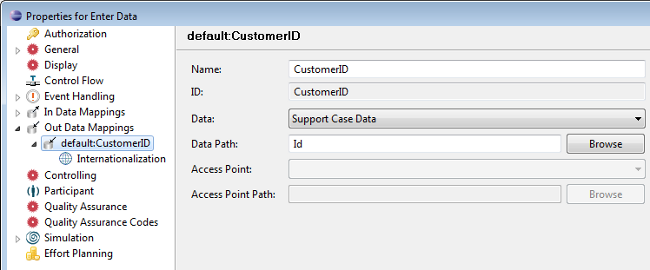 Properties for Enter Data
Authorization
General
Display
Control Flow
Event Handling
In Data Mappings
Out Data Mappings
default:CustomerID
Internationalization
Controlling
Participant
Quality Assurance
Quality Assurance Codes
Simulation
Effort Planning
default:CustomerID
Name: CustomerID
ID: CustomerID
Data: Support Case Data
Data Path: Id Browse
Access Point:
Access Point Path: Browse